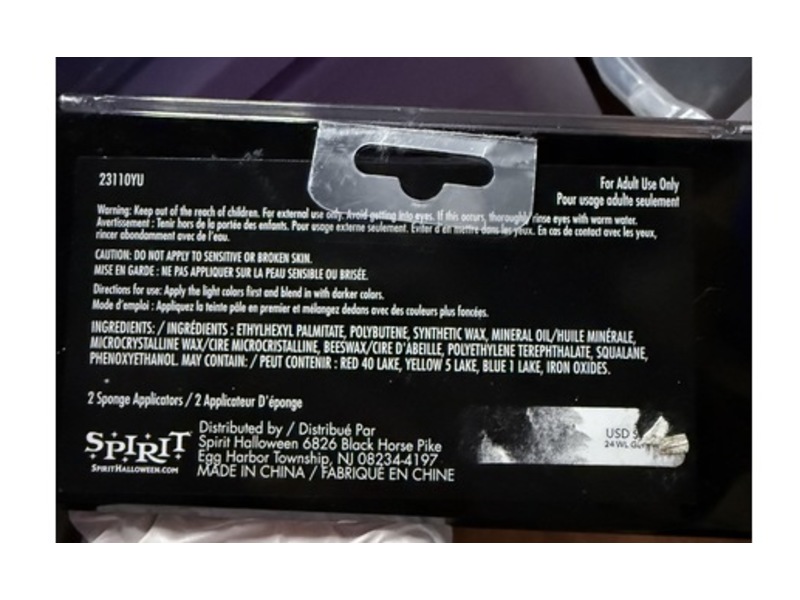 23110YU
For Adult Use Only
Pour usage adulte seulement
Warning: Keep out of the reach of children. For external use only. Avoid getting into eyes. If this occurs, thoroughly rinse eyes with warm water.
Avertissement : Tenir hors de la portée des enfants. Pour usage externe seulement. Éviter d'en mettre dans les yeux. En cas de contact avec les yeux,
rincer abondamment avec de l'eau.
CAUTION: DO NOT APPLY TO SENSITIVE OR BROKEN SKIN.
MISE EN GARDE : NE PAS APPLIQUER SUR LA PEAU SENSIBLE OU BRISÉE.
Directions for use: Apply the light colors first and blend in with darker colors.
Mode d'emploi : Appliquez la teinte pâle en premier et mélangez dedans avec des couleurs plus foncées.
INGREDIENTS: / INGRÉDIENTS : ETHYLHEXYL PALMITATE, POLYBUTENE, SYNTHETIC WAX, MINERAL OIL/HUILE MINÉRALE,
MICROCRYSTALLINE WAX/CIRE MICROCRISTALLINE, BEESWAX/CIRE D'ABEILLE, POLYETHYLENE TEREPHTHALATE, SQUALANE,
PHENOXYETHANOL. MAY CONTAIN: / PEUT CONTENIR : RED 40 LAKE, YELLOW 5 LAKE, BLUE 1 LAKE, IRON OXIDES.
2 Sponge Applicators / 2 Applicateur D'éponge
SPIRIT
SPIRITHALLOWEEN.COM
Distributed by / Distribué Par
Spirit Halloween 6826 Black Horse Pike
Egg Harbor Township, NJ 08234-4197
MADE IN CHINA / FABRIQUÉ EN CHINE
USD
24 WL